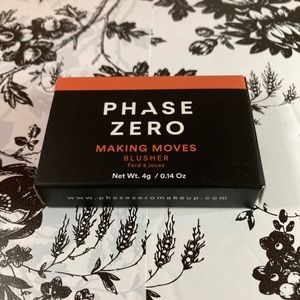 PHASE
ZERO
MAKING MOVES
BLUSHER
Fard à joues
Net Wt. 4g / 0.14 Oz
www.phasezeromakeup.com